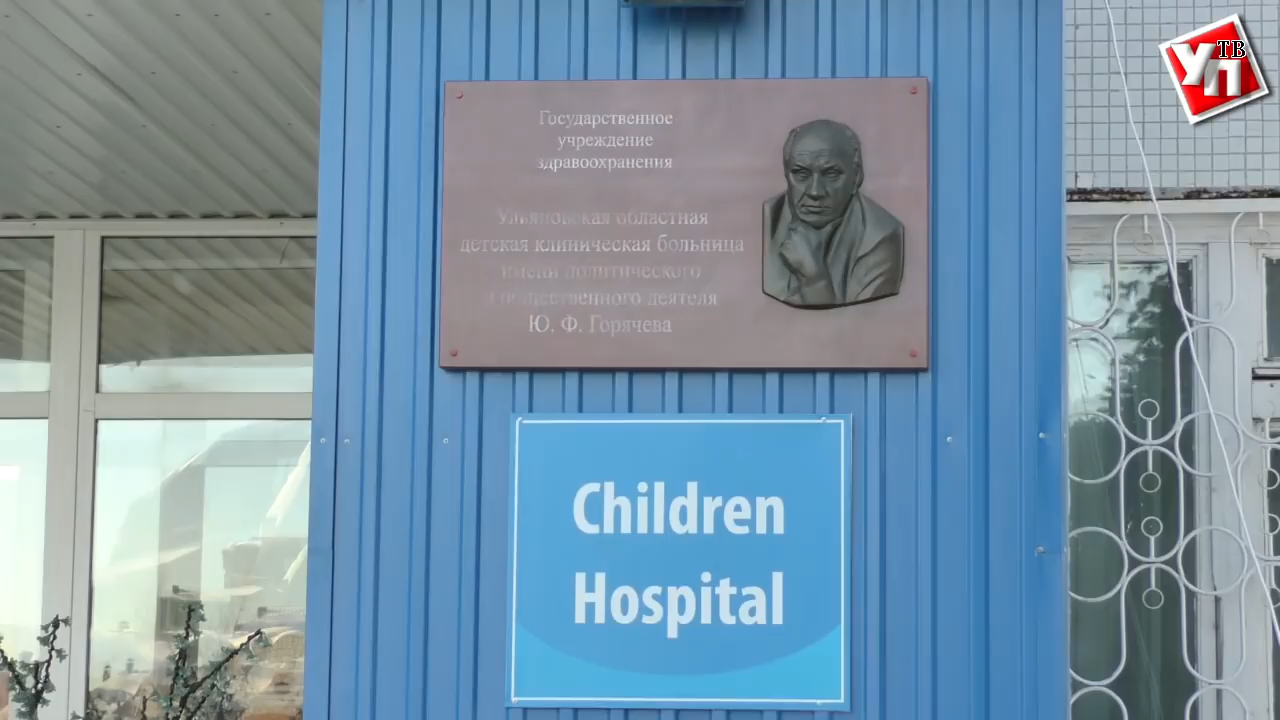 УП ТВ
Государственное
учреждение
здравоохранения
Ульяновская областная
детская клиническая больница
имени политического
и общественного деятеля
Ю. Ф. Горячева
Children
Hospital